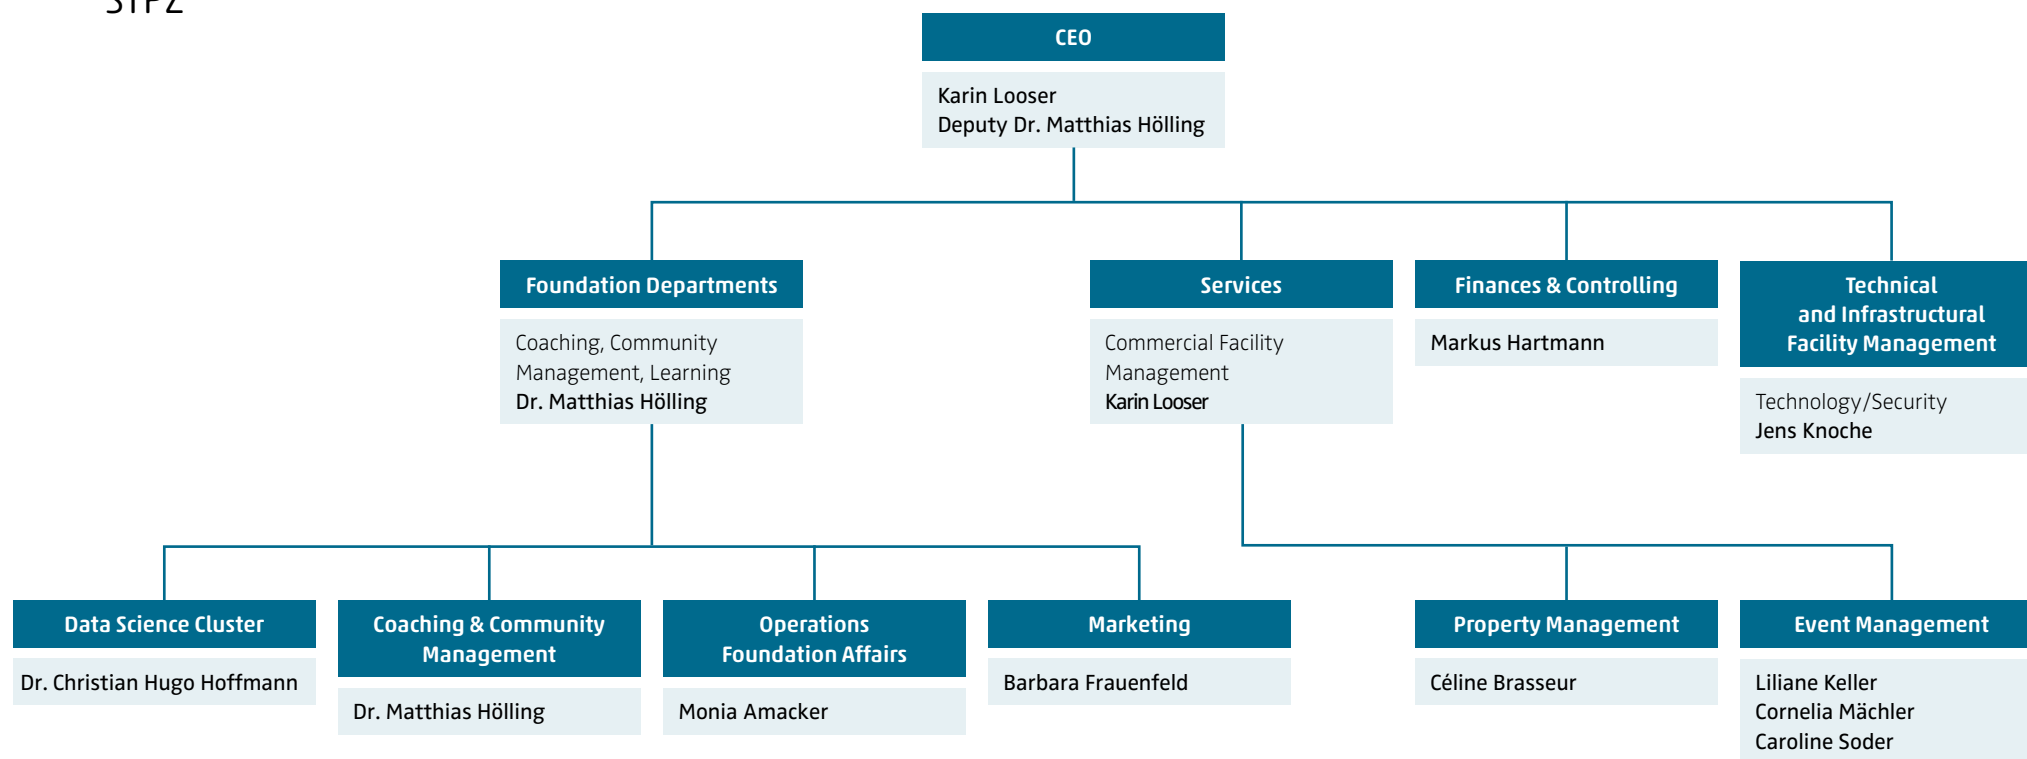 CEO
Karin Looser
Deputy Dr. Matthias Hölling
Foundation Departments
Coaching, Community
Management, Learning
Dr. Matthias Hölling
Services
Commercial Facility
Management
Karin Looser
Finances & Controlling
Markus Hartmann
Technical
and Infrastructural
Facility Management
Technology/Security
Jens Knoche
Data Science Cluster
Dr. Christian Hugo Hoffmann
Coaching & Community
Management
Dr. Matthias Hölling
Operations
Foundation Affairs
Monia Amacker
Marketing
Barbara Frauenfeld
Property Management
Céline Brasseur
Event Management
Liliane Keller
Cornelia Mächler
Caroline Soder